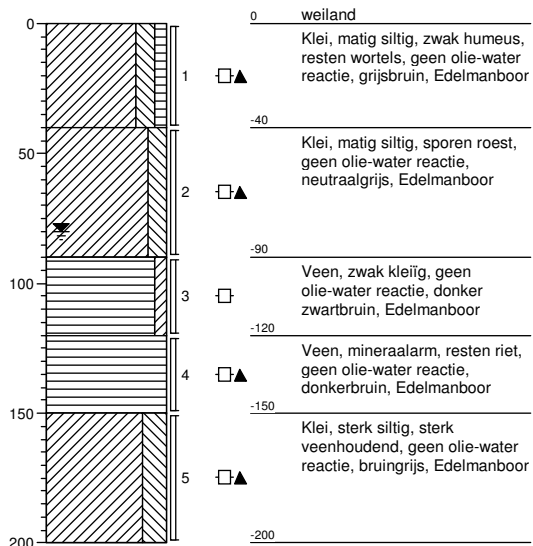 0 weiland
0
Klei, matig siltig, zwak humeus,
resten wortels, geen olie-water
reactie, grijsbruin, Edelmanboor
1
-40
Klei, matig siltig, sporen roest,
geen olie-water reactie,
neutraalgrijs, Edelmanboor
50
2
-90
Veen, zwak kleiïg, geen
olie-water reactie, donker
zwartbruin, Edelmanboor
100
3
-120
Veen, mineraalarm, resten riet,
geen olie-water reactie,
donkerbruin, Edelmanboor
4
150
-150
Klei, sterk siltig, sterk
veenhoudend, geen olie-water
reactie, bruingrijs, Edelmanboor
5
200
-200